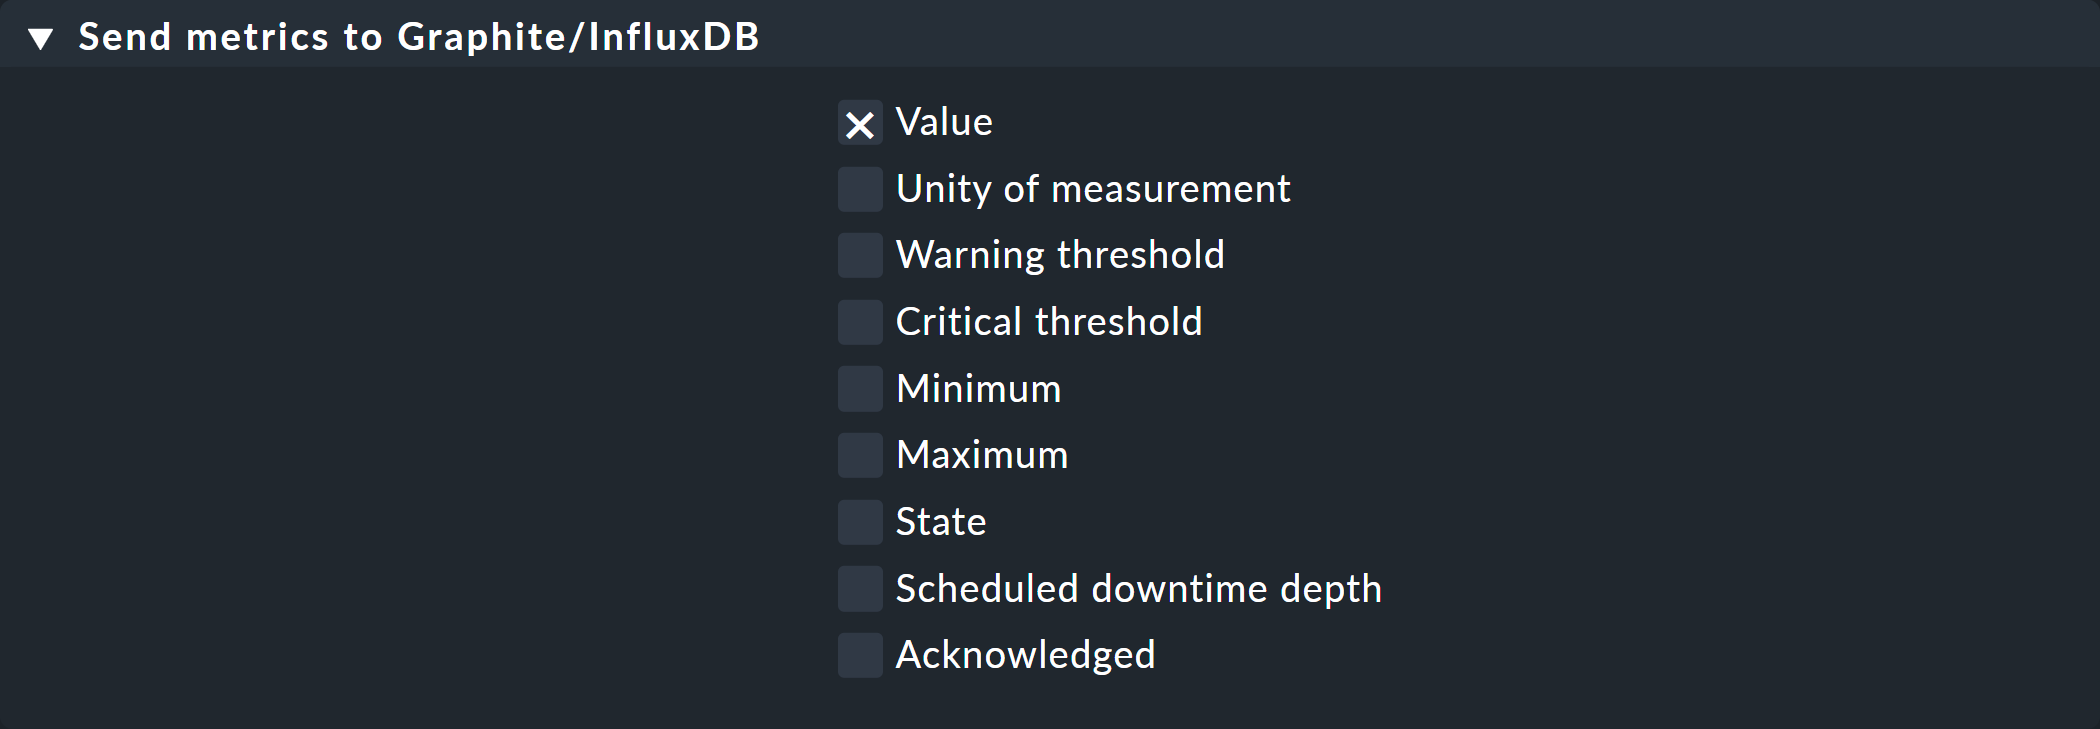 Send metrics to Graphite/InfluxDB
Value
Unity of measurement
Warning threshold
Critical threshold
Minimum
Maximum
State
Scheduled downtime depth
Acknowledged